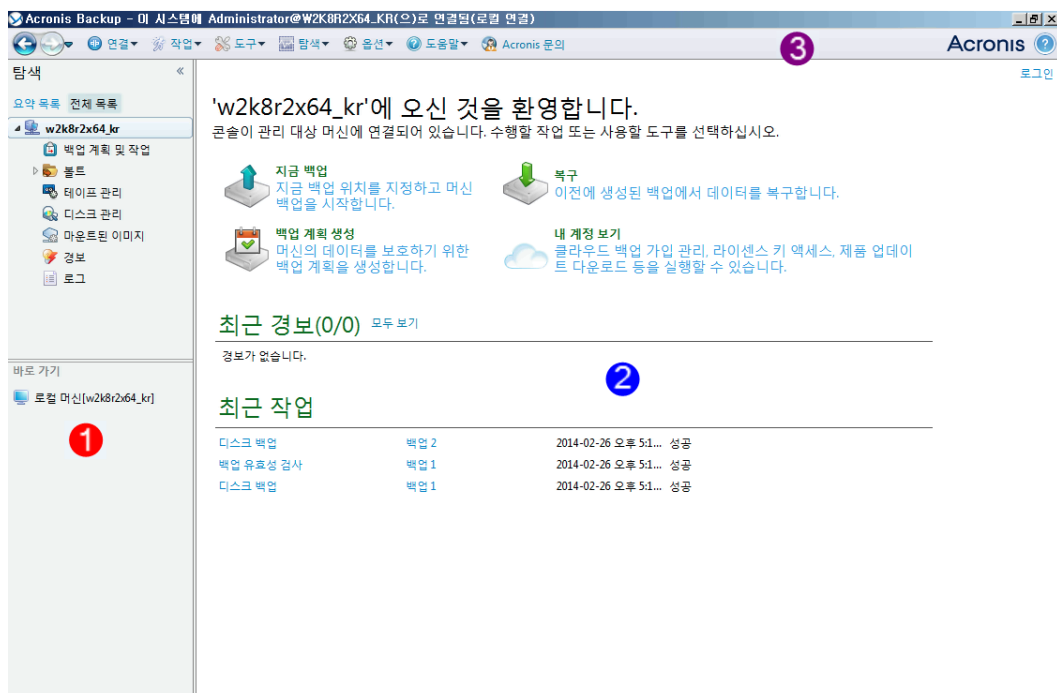 Acronis Backup - 이 시스템에 Administrator@W2K8R2X64_KR(으)로 연결됨(로컬 연결)
연결 작업 도구 탐색 옵션 도움말 Acronis 문의
3
Acronis
탐색
로그인
요약 목록 전체 목록
w2k8r2x64_kr
백업 계획 및 작업
볼트
테이프 관리
디스크 관리
마운트된 이미지
경보
로그
바로 가기
로컬 머신[w2k8r2x64_kr]
1
'w2k8r2x64_kr'에 오신 것을 환영합니다.
콘솔이 관리 대상 머신에 연결되어 있습니다. 수행할 작업 또는 사용할 도구를 선택하십시오.
지금 백업
지금 백업 위치를 지정하고 머신
백업을 시작합니다.
복구
이전에 생성된 백업에서 데이터를 복구합니다.
백업 계획 생성
머신의 데이터를 보호하기 위한
백업 계획을 생성합니다.
내 계정 보기
클라우드 백업 가입 관리, 라이센스 키 액세스, 제품 업데이
트 다운로드 등을 실행할 수 있습니다.
최근 경보(0/0) 모두 보기
경보가 없습니다.
2
최근 작업
디스크 백업 백업 2 2014-02-26 오후 5:1... 성공
백업 유효성 검사 백업 1 2014-02-26 오후 5:1... 성공
디스크 백업 백업 1 2014-02-26 오후 5:1... 성공